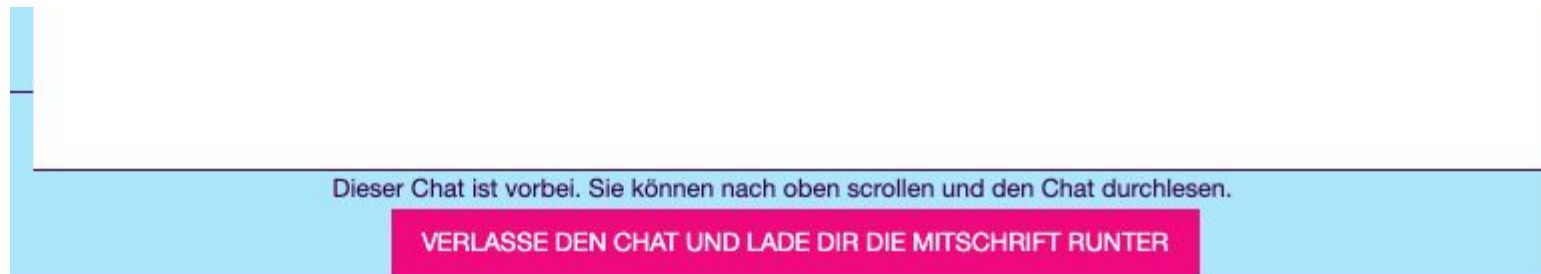 Dieser Chat ist vorbei. Sie können nach oben scrollen und den Chat durchlesen.
VERLASSE DEN CHAT UND LADE DIR DIE MITSCHRIFT RUNTER